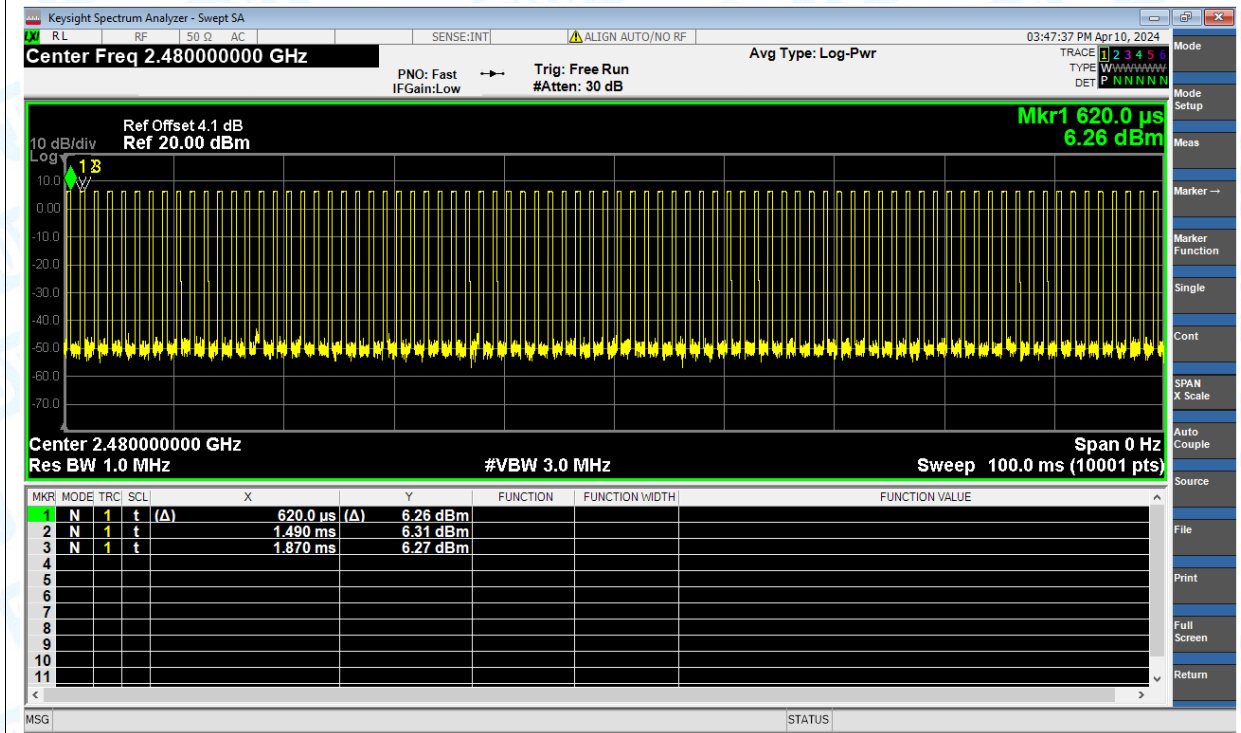 Keysight Spectrum Analyzer - Swept SA
LXI RL RF 50 Ω AC SENSE:INT ALIGN AUTO/NO RF 03:47:37 PM Apr 10, 2024
Center Freq 2.480000000 GHz
Avg Type: Log-Pwr
TRACE 1 2 3 4 5 6
TYPE WWWWWW
DET P N N N N N
PNO: Fast
IFGain:Low
Trig: Free Run
#Atten: 30 dB
Mkr1 620.0 µs
6.26 dBm
Ref Offset 4.1 dB
10 dB/div Ref 20.00 dBm
Log
1 2 3
10.0
0.00
-10.0
-20.0
-30.0
-40.0
-50.0
-60.0
-70.0
Center 2.480000000 GHz Span 0 Hz
Res BW 1.0 MHz #VBW 3.0 MHz Sweep 100.0 ms (10001 pts)
MKR MODE TRC SCL X Y FUNCTION FUNCTION WIDTH FUNCTION VALUE
1 N 1 t (Δ) 620.0 µs (Δ) 6.26 dBm
2 N 1 t 1.490 ms 6.31 dBm
3 N 1 t 1.870 ms 6.27 dBm
4
5
6
7
8
9
10
11
MSG STATUS
Mode
Mode
Setup
Meas
Marker →
Marker
Function
Single
Cont
SPAN
X Scale
Auto
Couple
Source
File
Print
Full
Screen
Return